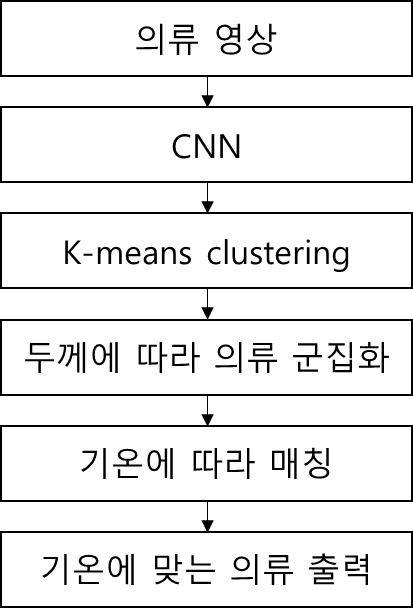 의류 영상
CNN
K-means clustering
두께에 따라 의류 군집화
기온에 따라 매칭
기온에 맞는 의류 출력